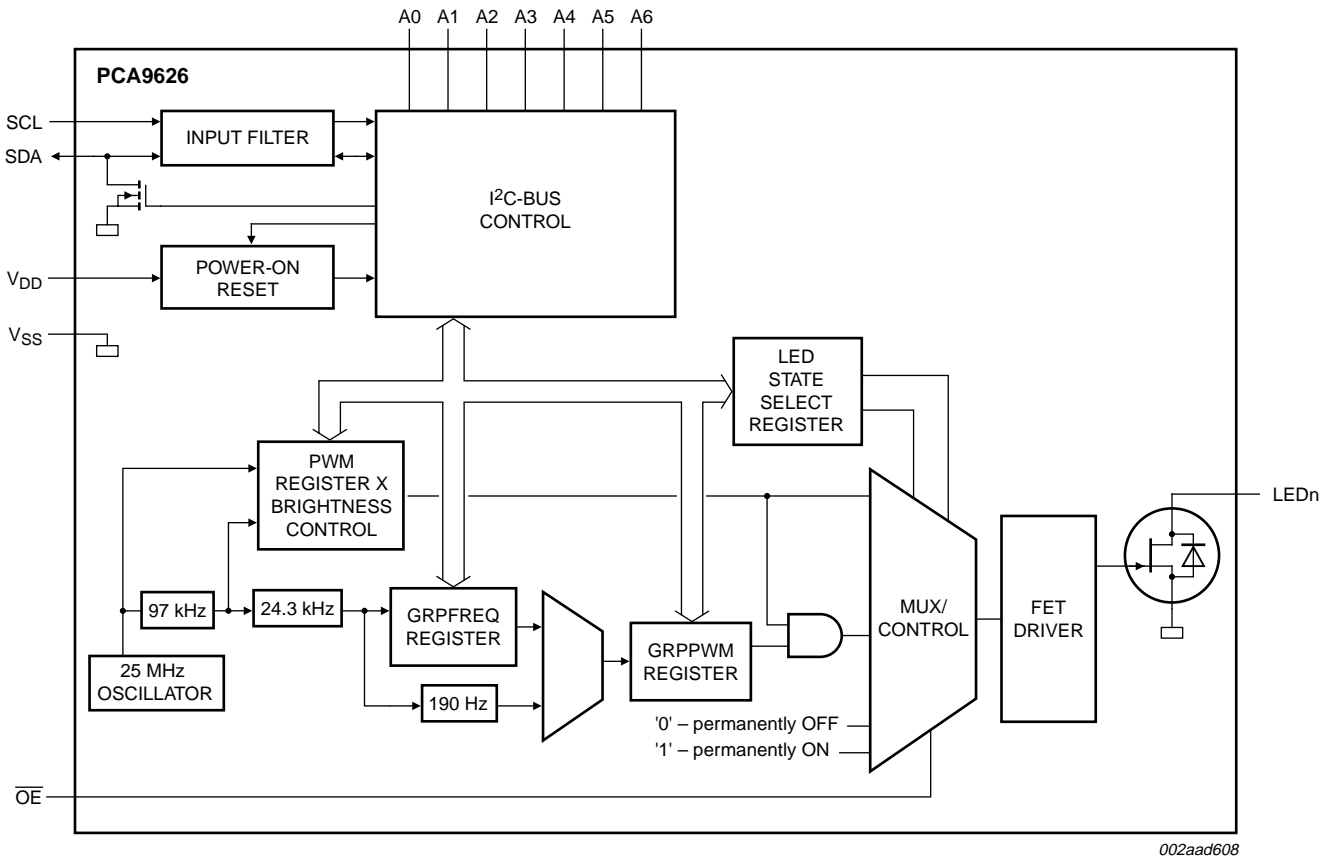 A0 A1 A2 A3 A4 A5 A6
PCA9626
SCL
SDA
INPUT FILTER
I²C-BUS
CONTROL
VDD
POWER-ON
RESET
VSS
LED
STATE
SELECT
REGISTER
PWM
REGISTER X
BRIGHTNESS
CONTROL
LEDn
97 kHz
24.3 kHz
GRPFREQ
REGISTER
MUX/
CONTROL
FET
DRIVER
GRPPWM
REGISTER
25 MHz
OSCILLATOR
190 Hz
'0' – permanently OFF
'1' – permanently ON
O̅E̅
002aad608